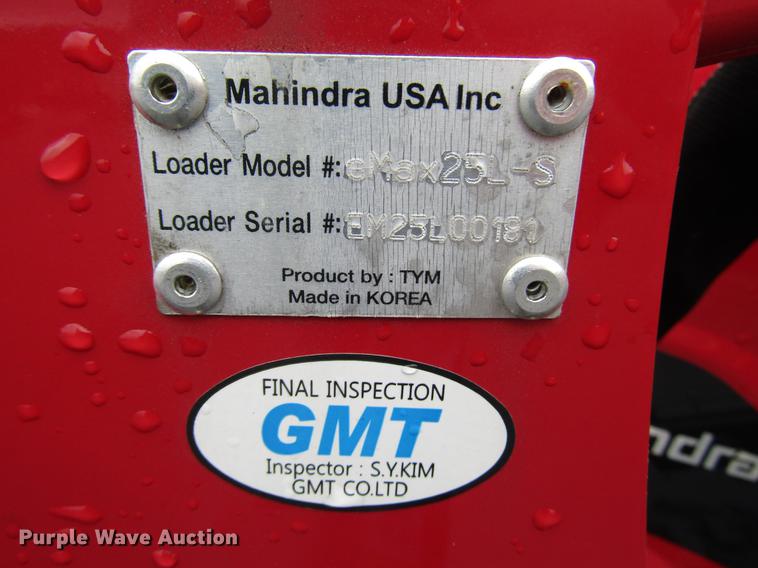 Mahindra USA Inc
Loader Model #: eMax25L-S
Loader Serial #: EM25L00181
Product by : TYM
Made in KOREA
FINAL INSPECTION
GMT
Inspector : S.Y.KIM
GMT CO.LTD
ndra
Purple Wave Auction